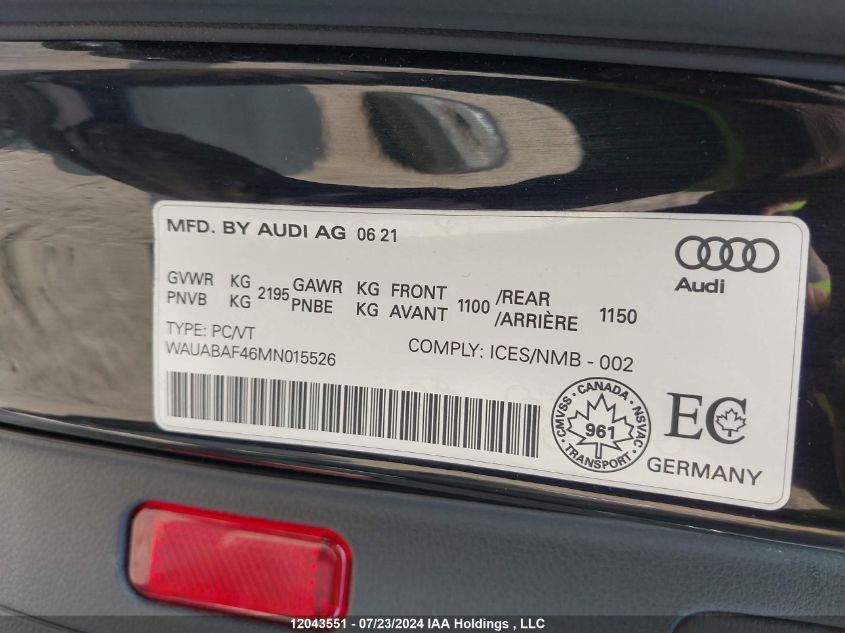 MFD. BY AUDI AG 06 21
Audi
GVWR KG 2195 GAWR KG FRONT 1100 /REAR 1150
PNVB KG PNBE KG AVANT /ARRIÈRE
TYPE: PC/VT
WAUABAF46MN015526
COMPLY: ICES/NMB - 002
CMVSS - CANADA - NSVAC
961
TRANSPORT
EC
GERMANY
12043551 - 07/23/2024 IAA Holdings , LLC